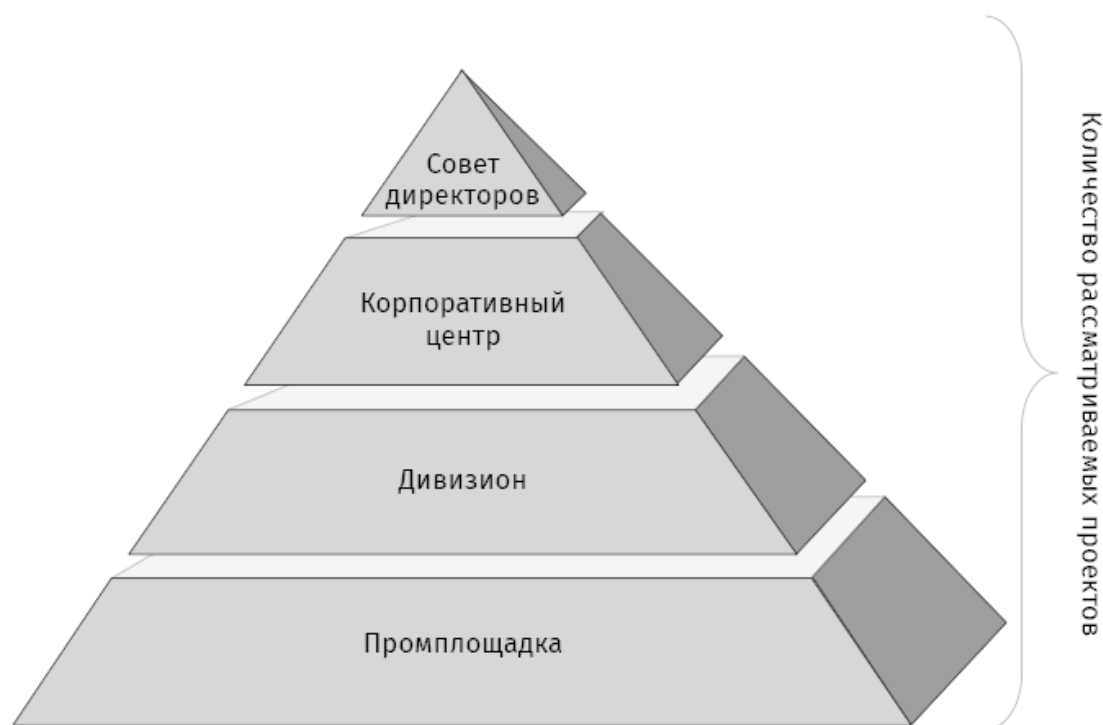 Совет
директоров
Корпоративный
центр
Дивизион
Промплощадка
Количество рассматриваемых проектов